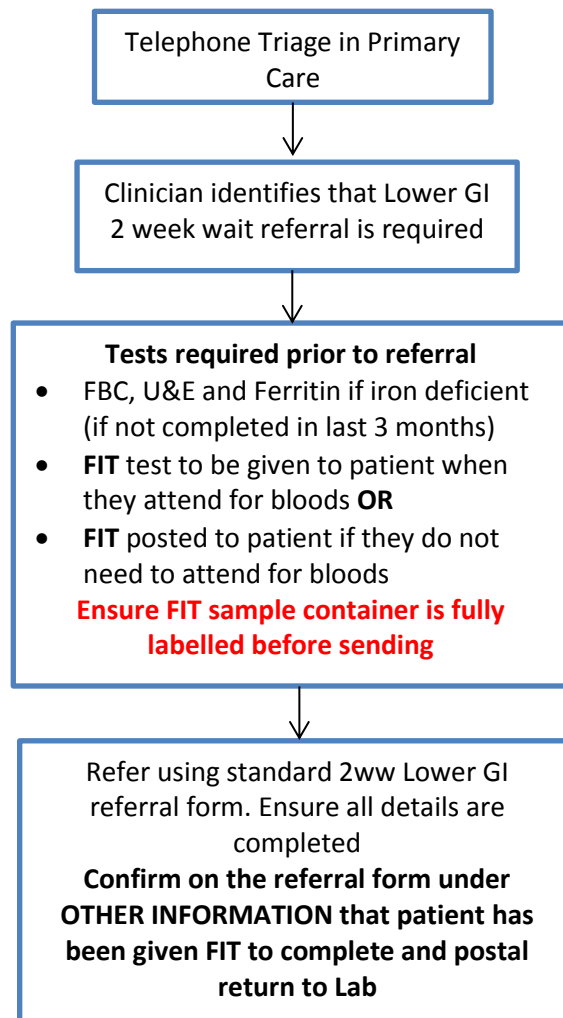 Telephone Triage in Primary
Care
Clinician identifies that Lower GI
2 week wait referral is required
Tests required prior to referral
• FBC, U&E and Ferritin if iron deficient
(if not completed in last 3 months)
• FIT test to be given to patient when
they attend for bloods OR
• FIT posted to patient if they do not
need to attend for bloods
Ensure FIT sample container is fully
labelled before sending
Refer using standard 2ww Lower GI
referral form. Ensure all details are
completed
Confirm on the referral form under
OTHER INFORMATION that patient has
been given FIT to complete and postal
return to Lab